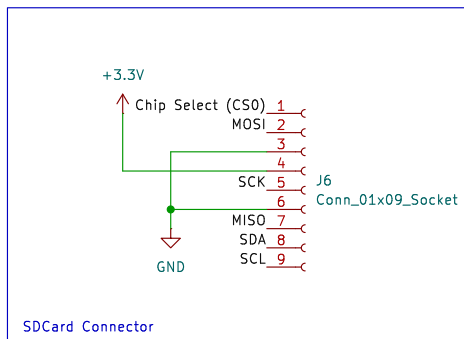 +3.3V
Chip Select (CS0) 1
MOSI 2
3
4
SCK 5
J6
Conn_01x09_Socket
6
MISO 7
SDA 8
SCL 9
GND
SDCard Connector